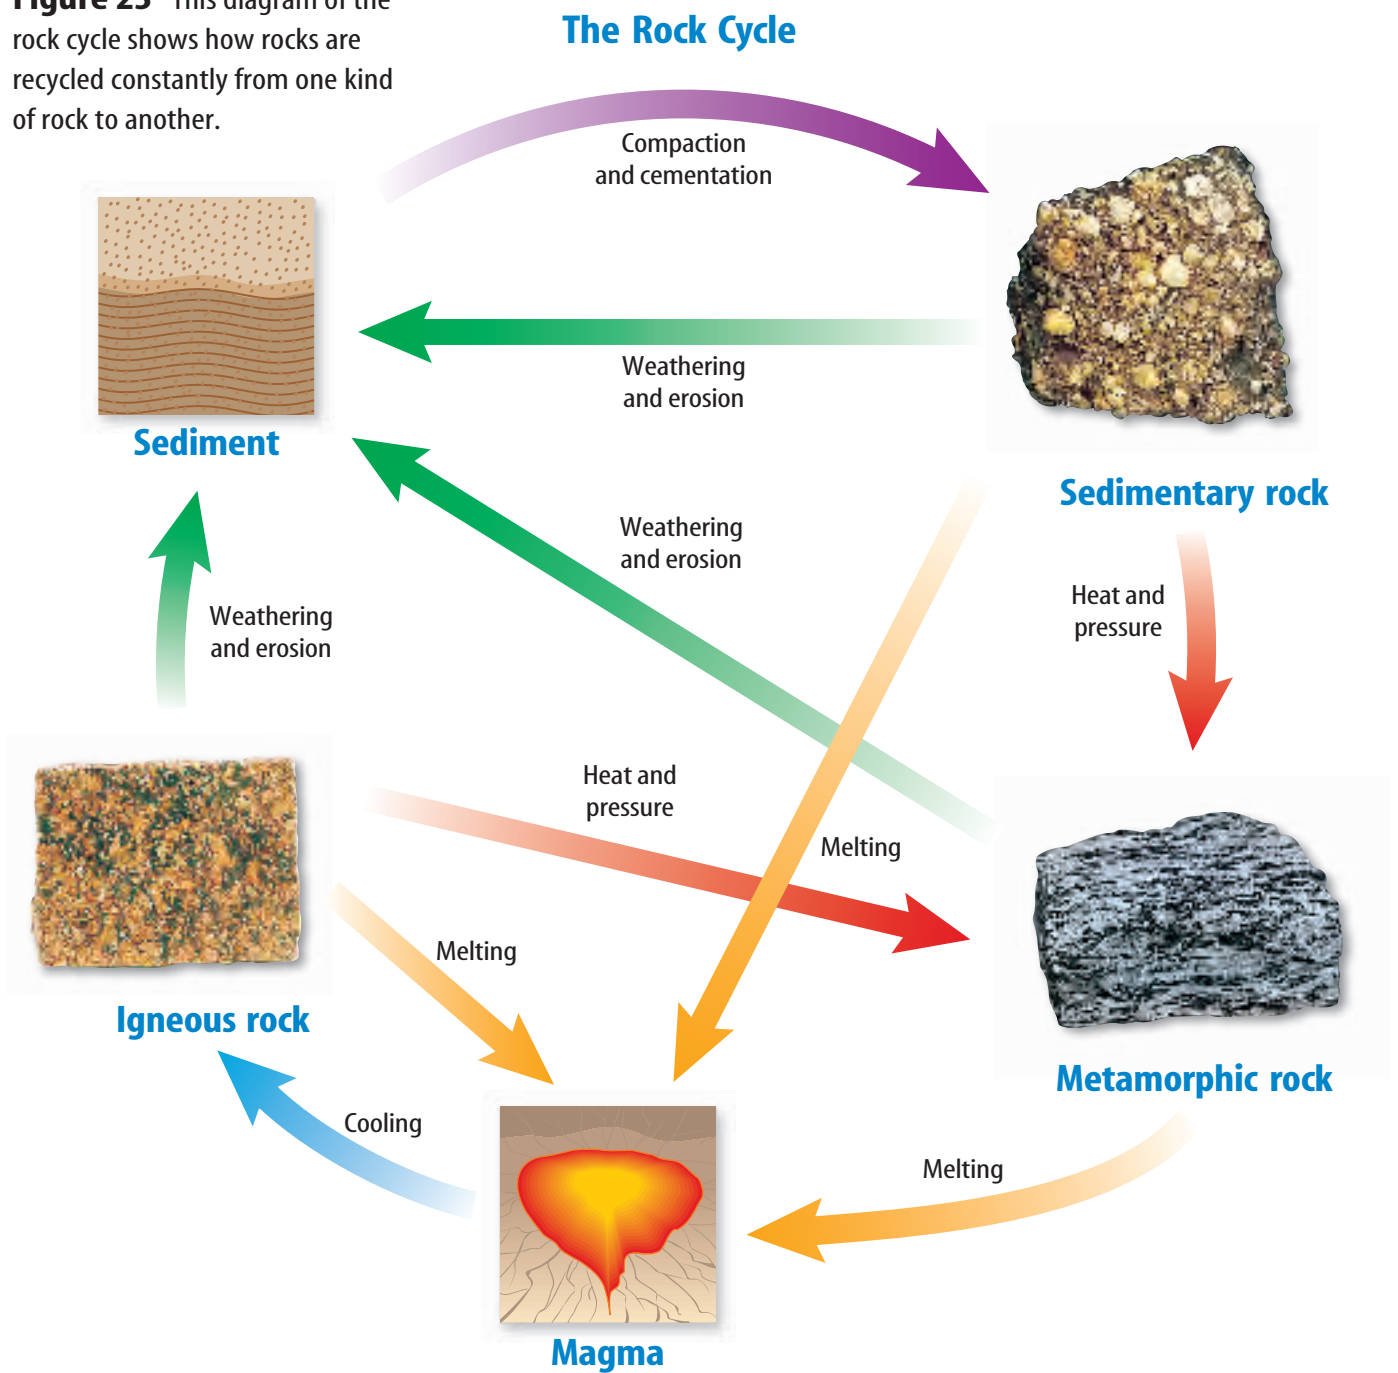 Figure 23 This diagram of the
rock cycle shows how rocks are
recycled constantly from one kind
of rock to another.
The Rock Cycle
Compaction
and cementation
Weathering
and erosion
Sediment
Sedimentary rock
Weathering
and erosion
Heat and
pressure
Weathering
and erosion
Heat and
pressure
Melting
Melting
Igneous rock
Metamorphic rock
Cooling
Melting
Magma